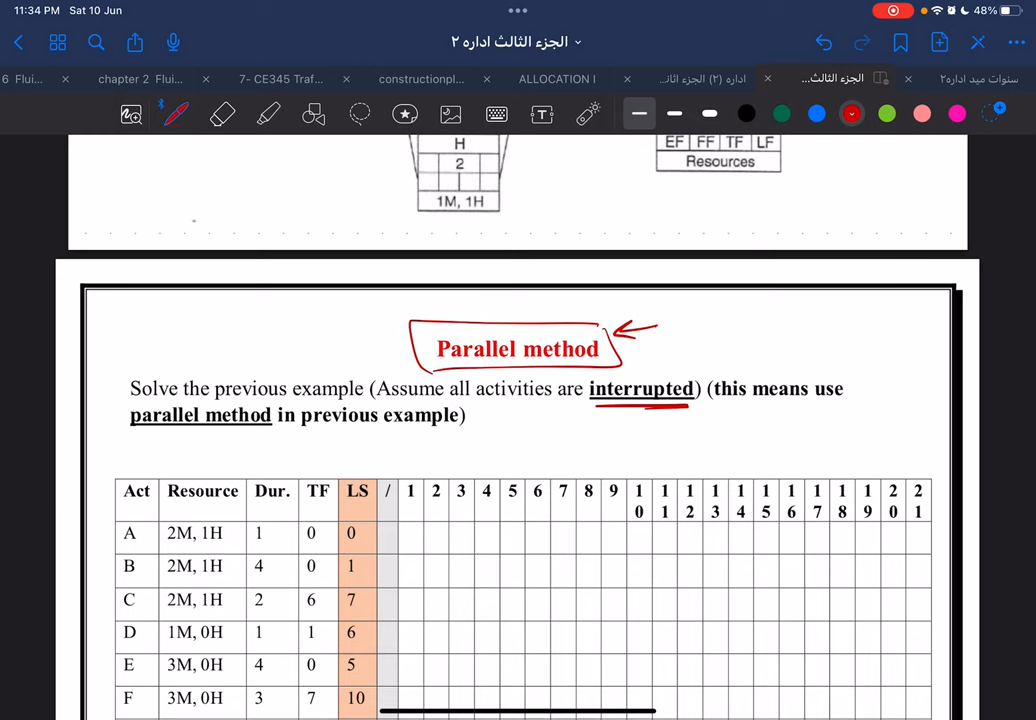 11:34 PM Sat 10 Jun
48%
الجزء الثالث اداره ٢
6 Flui...
chapter 2 Flui...
7- CE345 Traf...
constructionpl...
ALLOCATION I
اداره (٢) الجزء اثانـ...
الجزء الثالث...
سنوات ميد اداره٢
H
2
1M, 1H
EF FF TF LF
Resources
Parallel method
Solve the previous example (Assume all activities are interrupted) (this means use
parallel method in previous example)
Act Resource Dur. TF LS / 1 2 3 4 5 6 7 8 9 10 11 12 13 14 15 16 17 18 19 20 21
A 2M, 1H 1 0 0
B 2M, 1H 4 0 1
C 2M, 1H 2 6 7
D 1M, 0H 1 1 6
E 3M, 0H 4 0 5
F 3M, 0H 3 7 10